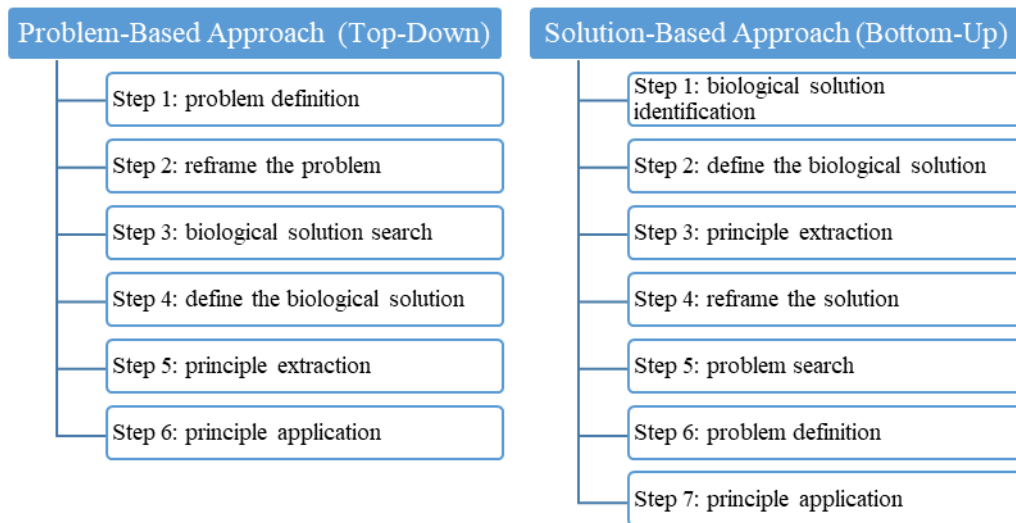 Problem-Based Approach (Top-Down)
Step 1: problem definition
Step 2: reframe the problem
Step 3: biological solution search
Step 4: define the biological solution
Step 5: principle extraction
Step 6: principle application
Solution-Based Approach (Bottom-Up)
Step 1: biological solution
identification
Step 2: define the biological solution
Step 3: principle extraction
Step 4: reframe the solution
Step 5: problem search
Step 6: problem definition
Step 7: principle application